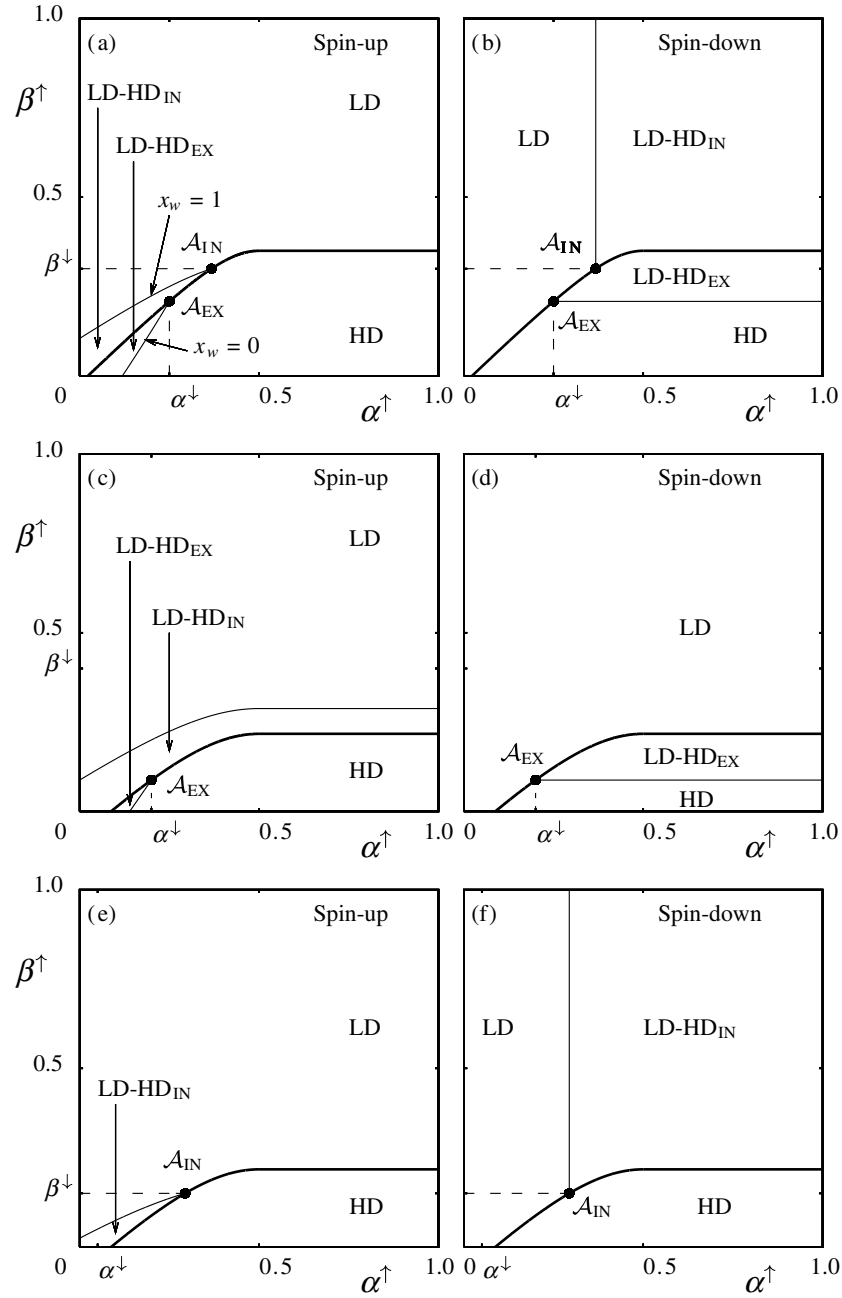 1.0
(a)
Spin-up
(b)
Spin-down
β↑
LD-HD_IN
LD
LD-HD_EX
LD
LD-HD_IN
0.5
x_w = 1
𝒜_IN
𝒜_IN
β↓
LD-HD_EX
𝒜_EX
𝒜_EX
HD
x_w = 0
HD
0
α↓
0.5
α↑
1.0
0
α↓
0.5
α↑
1.0
1.0
(c)
Spin-up
(d)
Spin-down
β↑
LD-HD_EX
LD
LD-HD_IN
0.5
LD
β↓
𝒜_EX
LD-HD_EX
𝒜_EX
HD
HD
0
α↓
0.5
α↑
1.0
0
α↓
0.5
α↑
1.0
1.0
(e)
Spin-up
(f)
Spin-down
β↑
LD
LD
LD-HD_IN
0.5
LD-HD_IN
𝒜_IN
β↓
𝒜_IN
HD
HD
0
α↓
0.5
α↑
1.0
0
α↓
0.5
α↑
1.0